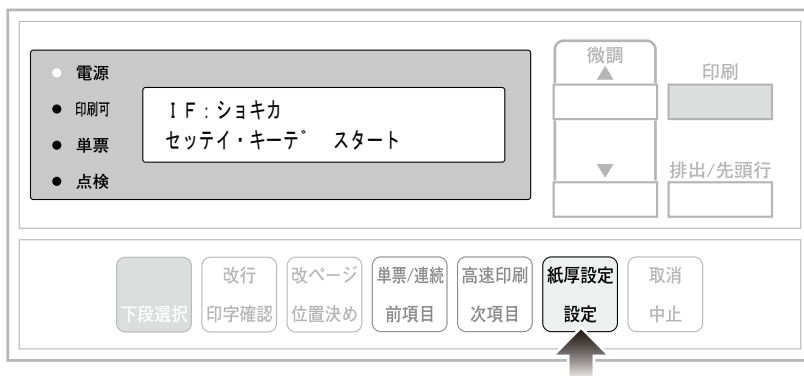 電源
印刷可
単票
点検
IF:ショキカ
セッテイ・キーデ゛ スタート
微調
▲
▼
印刷
排出/先頭行
下段選択
改行
印字確認
改ページ
位置決め
単票/連続
前項目
高速印刷
次項目
紙厚設定
設定
取消
中止